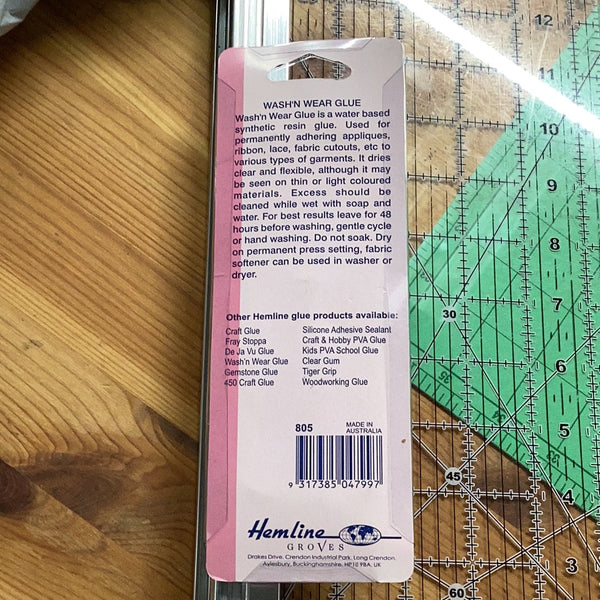 WASH'N WEAR GLUE
Wash'n Wear Glue is a water based
synthetic resin glue. Used for
permanently adhering appliques,
ribbon, lace, fabric cutouts, etc to
various types of garments. It dries
clear and flexible, although it may
be seen on thin or light coloured
materials. Excess should be
cleaned while wet with soap and
water. For best results leave for 48
hours before washing, gentle cycle
or hand washing. Do not soak. Dry
on permanent press setting, fabric
softener can be used in washer or
dryer.
Other Hemline glue products available:
Craft Glue
Fray Stoppa
De Ja Vu Glue
Wash'n Wear Glue
Gemstone Glue
450 Craft Glue
Silicone Adhesive Sealant
Craft & Hobby PVA Glue
Kids PVA School Glue
Clear Gum
Tiger Grip
Woodworking Glue
805
MADE IN
AUSTRALIA
9 317385 047997
Hemline
GROVES
Drakes Drive, Crendon Industrial Park, Long Crendon,
Aylesbury, Buckinghamshire, HP18 9BA, UK
12
11
10
9
8
7
6
5
4
3
30
45
60